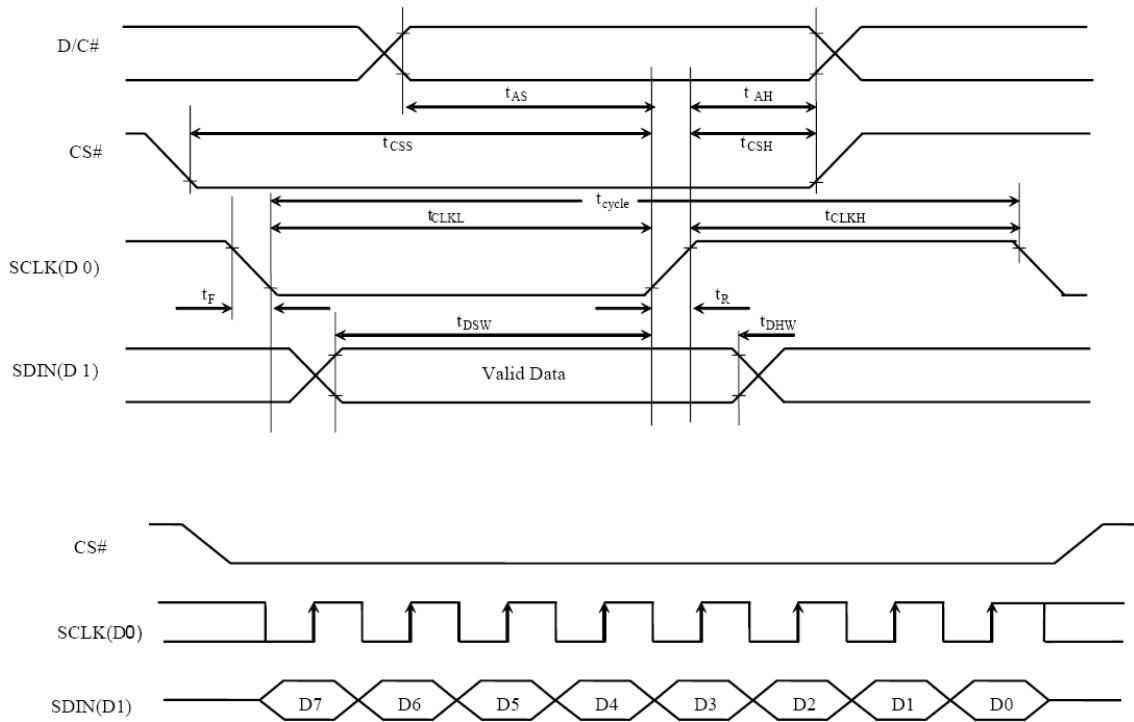 D/C#
tAS
t AH
tCSS
tCSH
CS#
tcycle
tCLKL
tCLKH
SCLK(D 0)
tF
tR
tDSW
tDHW
SDIN(D 1)
Valid Data
CS#
SCLK(D0)
SDIN(D1)
D7 D6 D5 D4 D3 D2 D1 D0